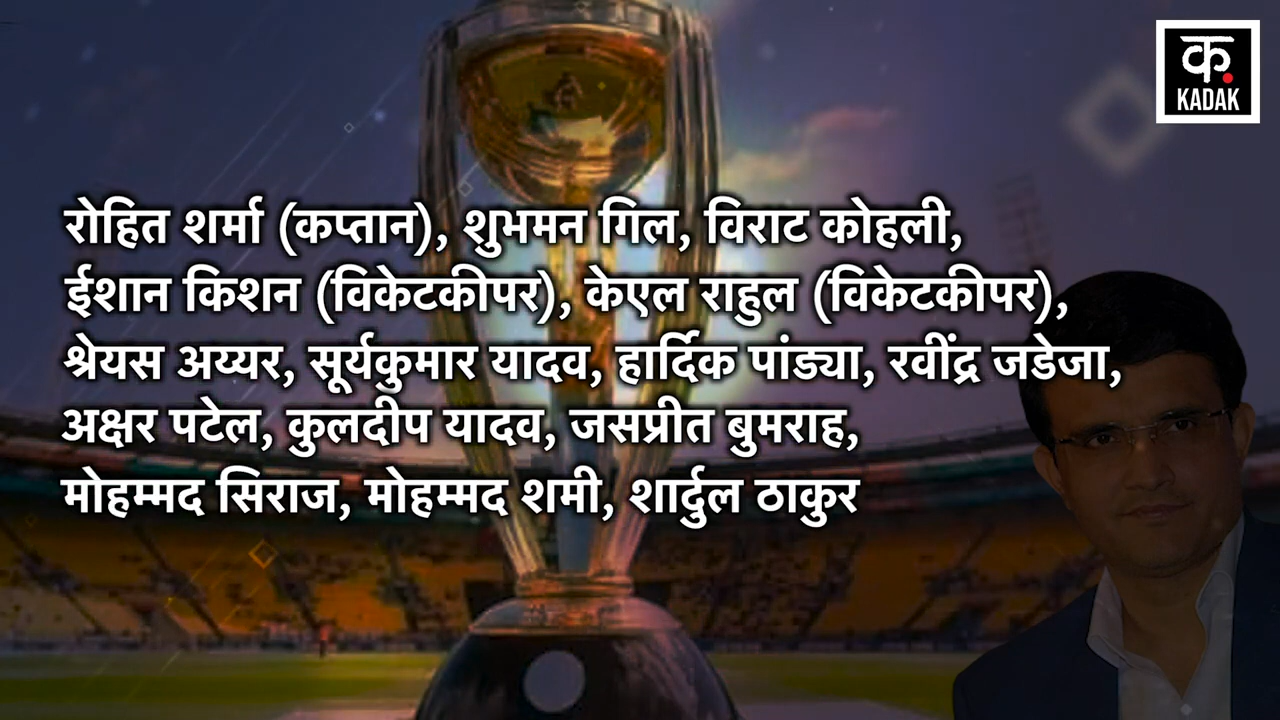 क.
KADAK
रोहित शर्मा (कप्तान), शुभमन गिल, विराट कोहली,
ईशान किशन (विकेटकीपर), केएल राहुल (विकेटकीपर),
श्रेयस अय्यर, सूर्यकुमार यादव, हार्दिक पांड्या, रवींद्र जडेजा,
अक्षर पटेल, कुलदीप यादव, जसप्रीत बुमराह,
मोहम्मद सिराज, मोहम्मद शमी, शार्दुल ठाकुर